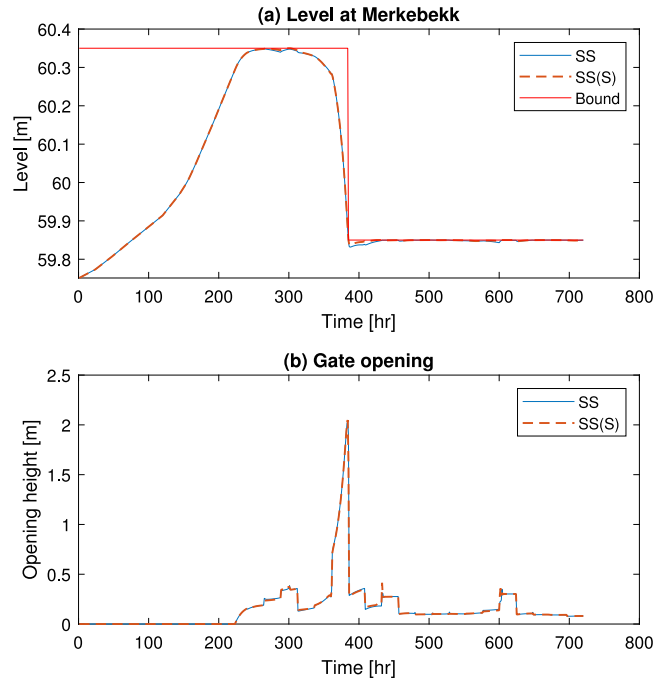 (a) Level at Merkebekk
60.4
60.3
60.2
60.1
60
59.9
59.8
Level [m]
SS
SS(S)
Bound
0 100 200 300 400 500 600 700 800
Time [hr]
(b) Gate opening
2.5
2
1.5
1
0.5
0
Opening height [m]
SS
SS(S)
0 100 200 300 400 500 600 700 800
Time [hr]